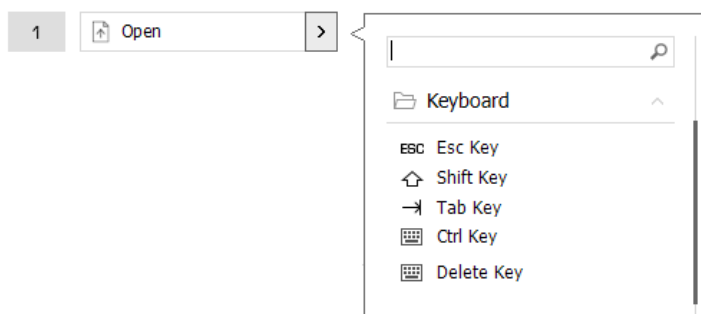 1
Open
Keyboard
ESC Esc Key
Shift Key
Tab Key
Ctrl Key
Delete Key